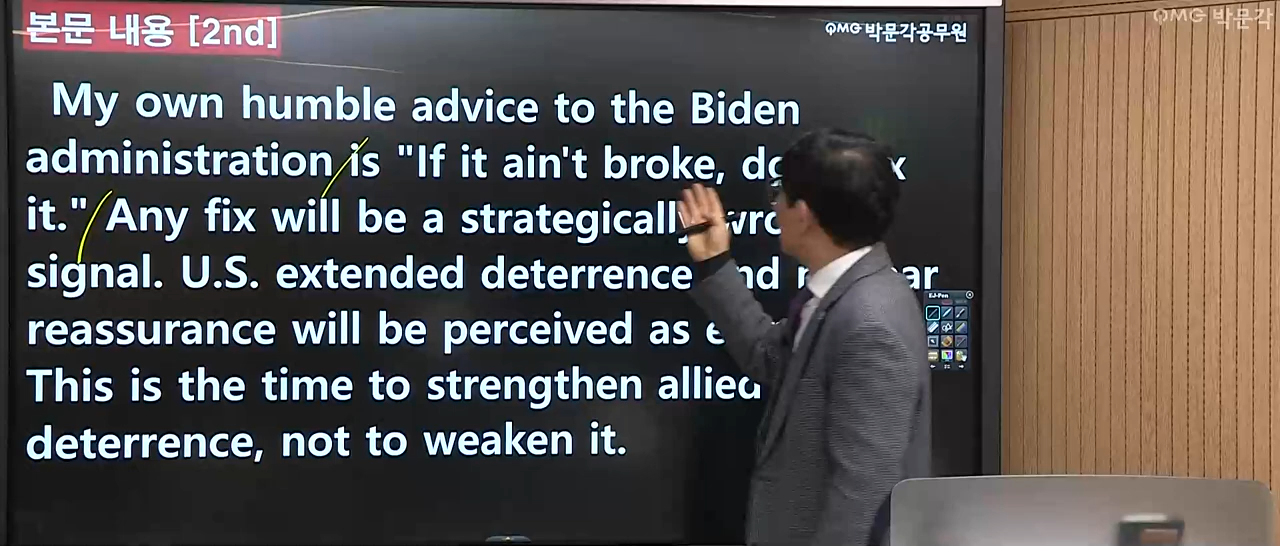 본문 내용 [2nd]
QMG 박문각공무원
QMG 박문각
My own humble advice to the Biden
administration is "If it ain't broke,
it." Any fix will be a strategically
signal. U.S. extended deterrence
reassurance will be perceived as
This is the time to strengthen allied
deterrence, not to weaken it.
EJ-Pen